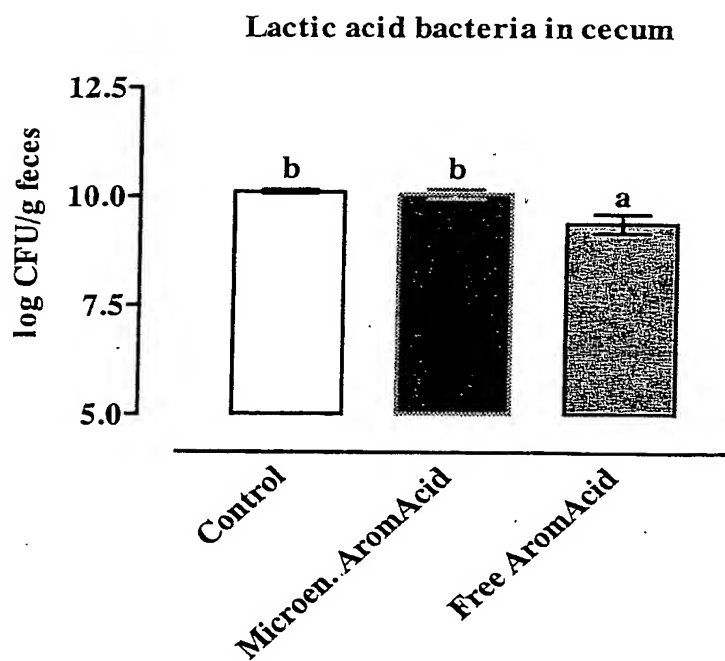 Lactic acid bacteria in cecum
log CFU/g feces
12.5
10.0
7.5
5.0
b
b
a
Control
Microen. AromAcid
Free AromAcid